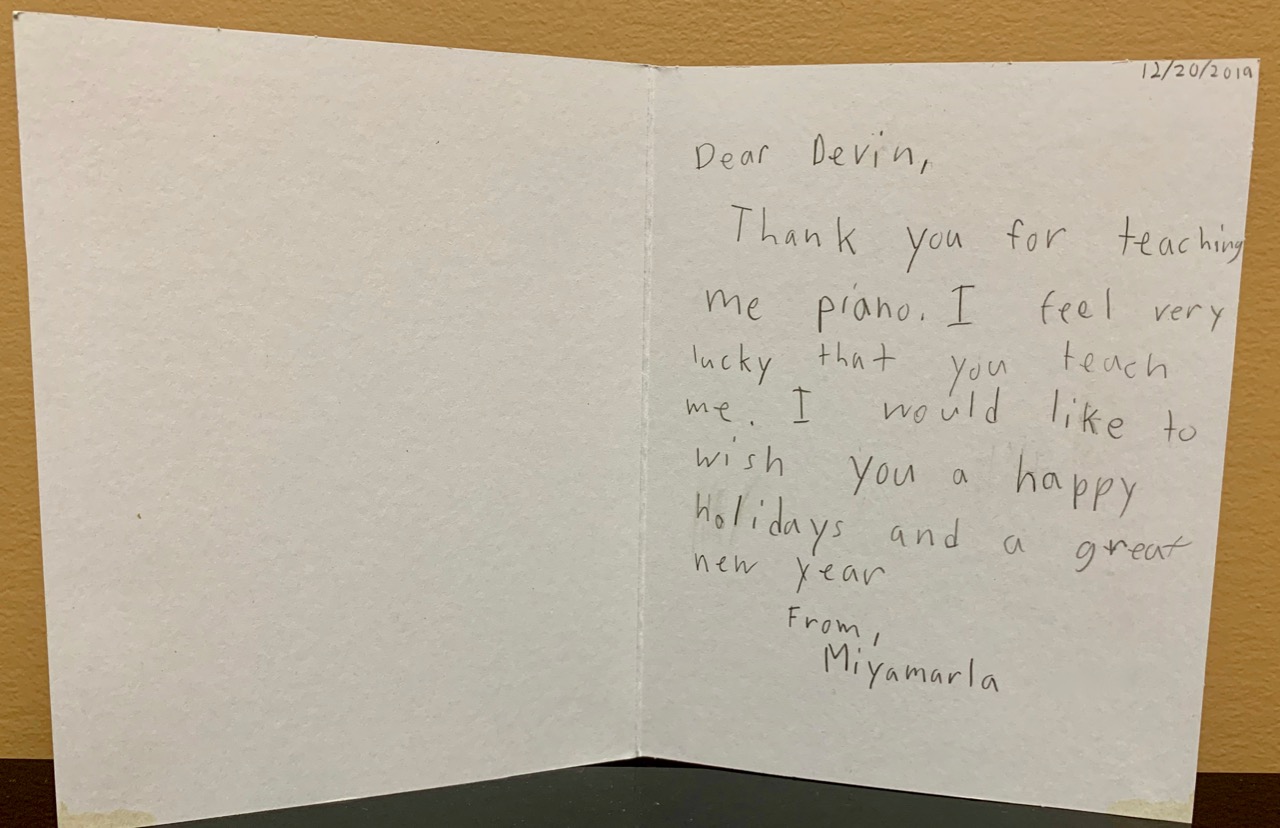 12/20/2019
Dear Devin,
Thank you for teaching
me piano. I feel very
lucky that you teach
me. I would like to
wish you a happy
holidays and a great
new year
From,
Miyamarla